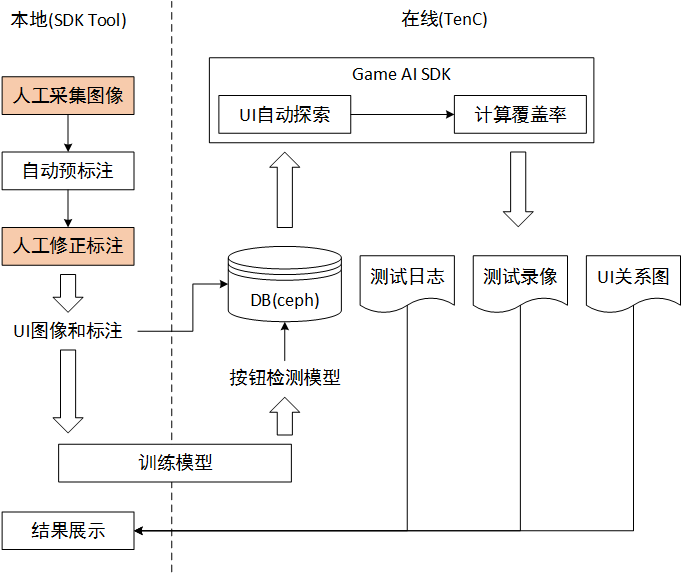 本地(SDK Tool)
在线(TenC)
人工采集图像
自动预标注
人工修正标注
UI图像和标注
Game AI SDK
UI自动探索
计算覆盖率
DB(ceph)
测试日志
测试录像
UI关系图
按钮检测模型
训练模型
结果展示